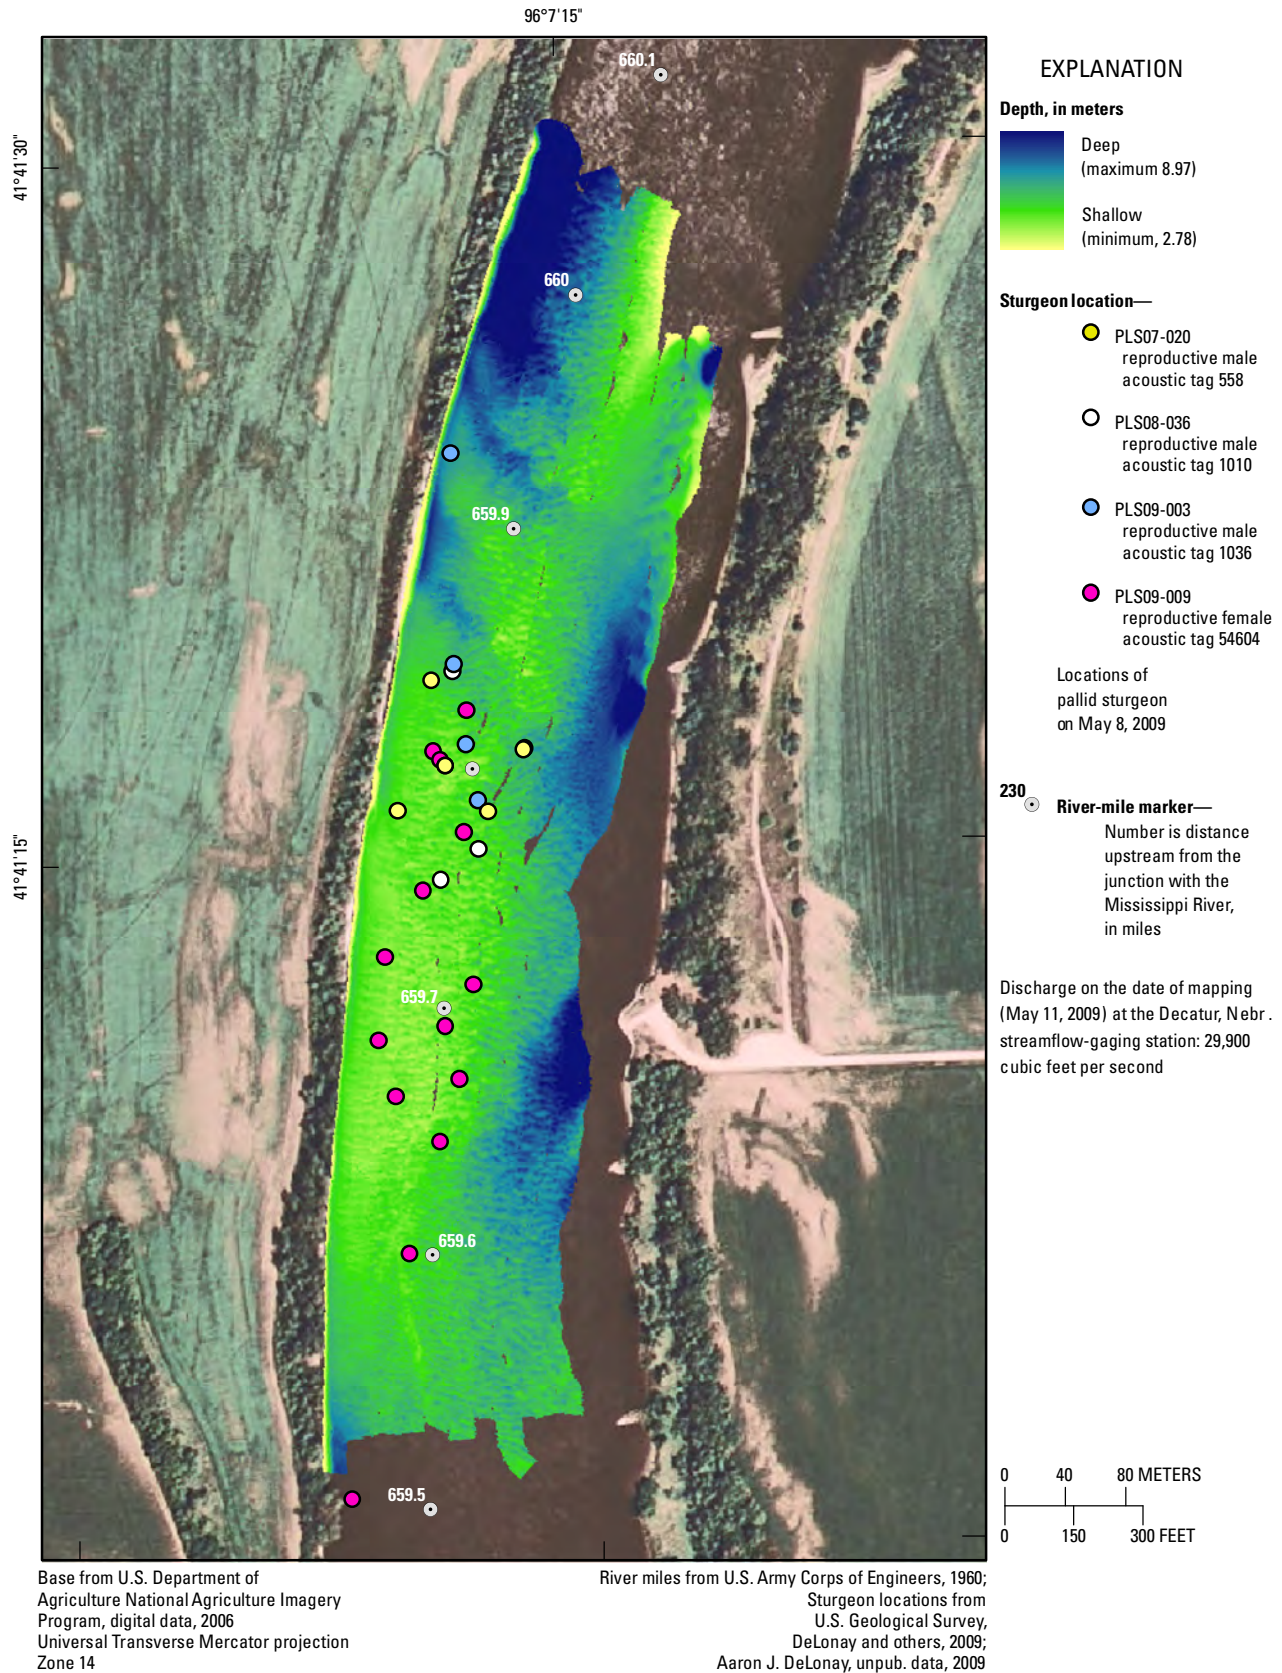 96°7'15"
41°41'30"
41°41'15"
660.1
660
659.9
659.7
659.6
659.5
EXPLANATION
Depth, in meters
Deep
(maximum 8.97)
Shallow
(minimum, 2.78)
Sturgeon location—
PLS07-020
reproductive male
acoustic tag 558
PLS08-036
reproductive male
acoustic tag 1010
PLS09-003
reproductive male
acoustic tag 1036
PLS09-009
reproductive female
acoustic tag 54604
Locations of
pallid sturgeon
on May 8, 2009
230
River-mile marker—
Number is distance
upstream from the
junction with the
Mississippi River,
in miles
Discharge on the date of mapping
(May 11, 2009) at the Decatur, Nebr.
streamflow-gaging station: 29,900
cubic feet per second
0 40 80 METERS
0 150 300 FEET
Base from U.S. Department of
Agriculture National Agriculture Imagery
Program, digital data, 2006
Universal Transverse Mercator projection
Zone 14
River miles from U.S. Army Corps of Engineers, 1960;
Sturgeon locations from
U.S. Geological Survey,
DeLonay and others, 2009;
Aaron J. DeLonay, unpub. data, 2009